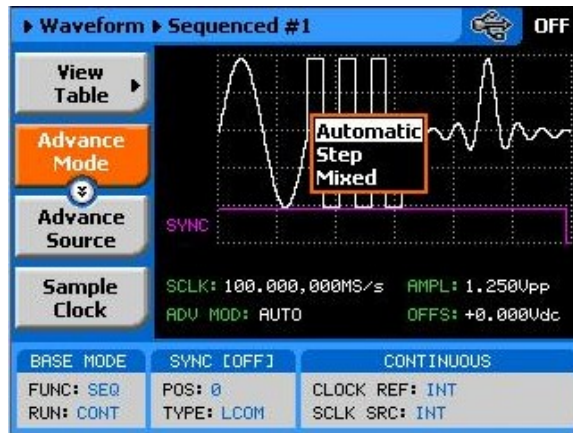 Waveform Sequenced #1 OFF
View
Table
Advance
Mode
Advance
Source
Sample
Clock
Automatic
Step
Mixed
SYNC
SCLK: 100.000,000MS/s AMPL: 1.250Vpp
ADV MOD: AUTO OFFS: +0.000Vdc
BASE MODE SYNC [OFF] CONTINUOUS
FUNC: SEQ POS: 0 CLOCK REF: INT
RUN: CONT TYPE: LCOM SCLK SRC: INT